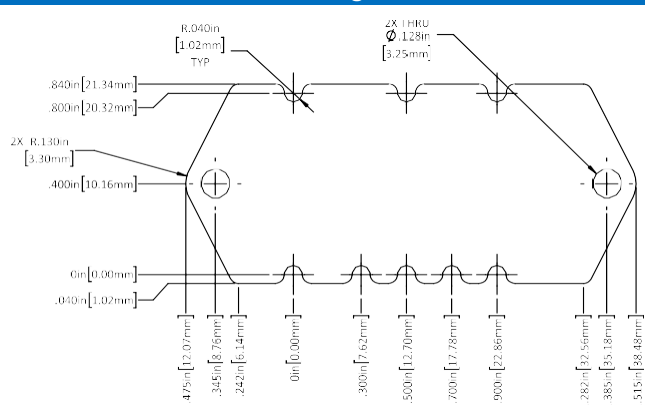 R.040in
[1.02mm]
TYP
2X THRU
Ø.128in
[3.25mm]
.840in[21.34mm]
.800in[20.32mm]
2X R.130in
[3.30mm]
.400in[10.16mm]
0in[0.00mm]
.040in[1.02mm]
.475in[12.07mm]
.345in[8.76mm]
.242in[6.14mm]
0in[0.00mm]
.300in[7.62mm]
.500in[12.70mm]
.700in[17.78mm]
.900in[22.86mm]
.282in[32.56mm]
.385in[35.18mm]
.515in[38.48mm]